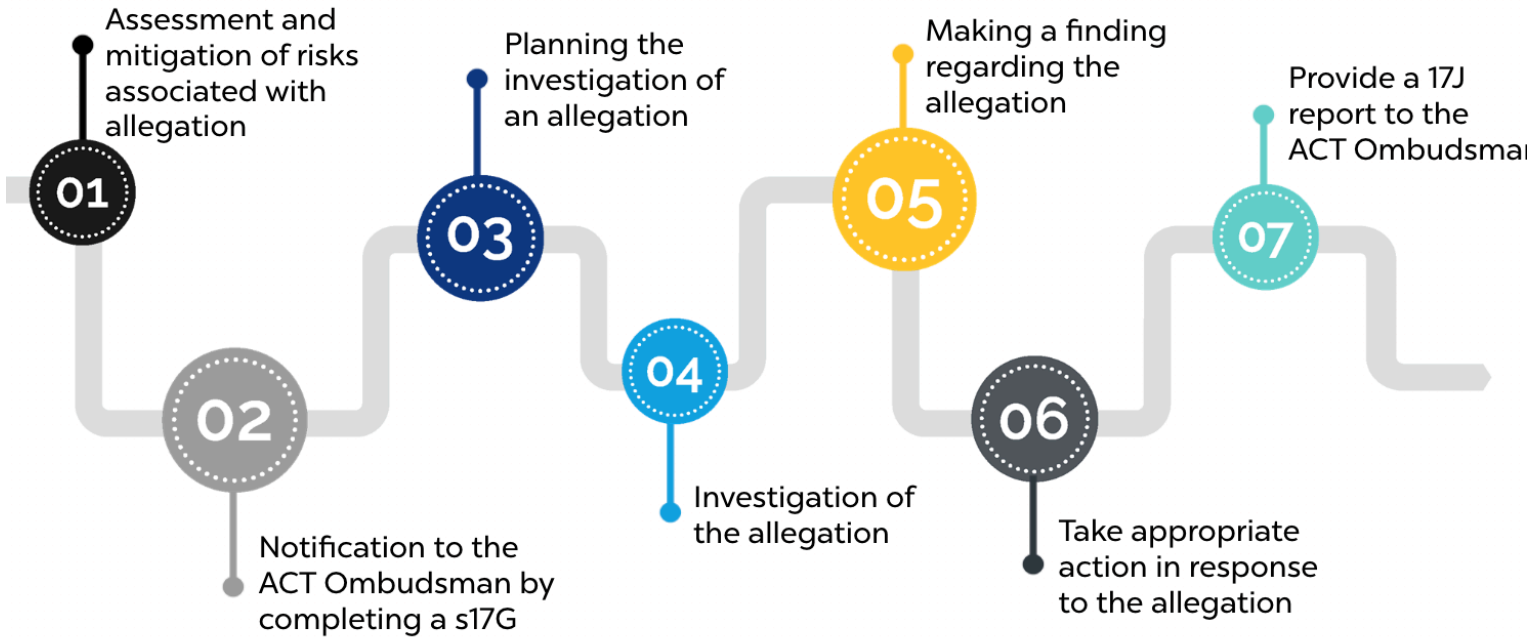 01
Assessment and
mitigation of risks
associated with
allegation
02
Notification to the
ACT Ombudsman by
completing a s17G
03
Planning the
investigation of
an allegation
04
Investigation of
the allegation
05
Making a finding
regarding the
allegation
06
Take appropriate
action in response
to the allegation
07
Provide a 17J
report to the
ACT Ombudsman